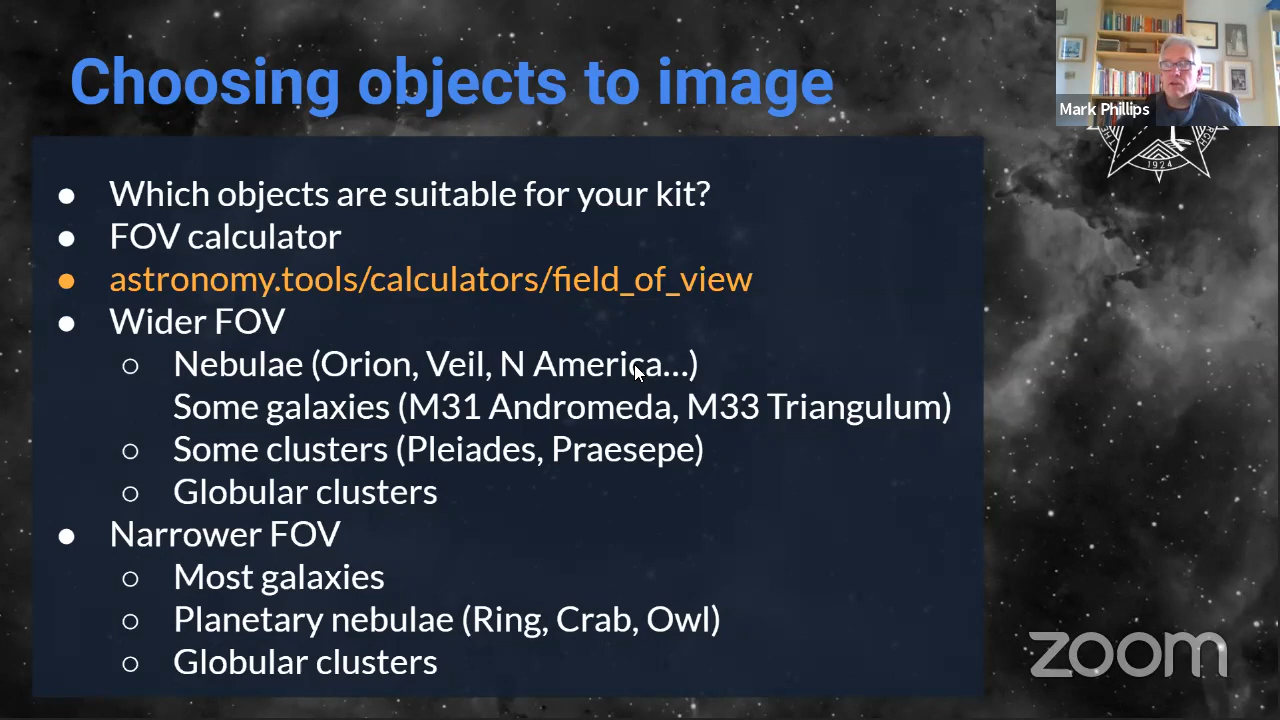 Choosing objects to image
Mark Phillips
1924
● Which objects are suitable for your kit?
● FOV calculator
● astronomy.tools/calculators/field_of_view
● Wider FOV
○ Nebulae (Orion, Veil, N America...)
Some galaxies (M31 Andromeda, M33 Triangulum)
○ Some clusters (Pleiades, Praesepe)
○ Globular clusters
● Narrower FOV
○ Most galaxies
○ Planetary nebulae (Ring, Crab, Owl)
○ Globular clusters
zoom